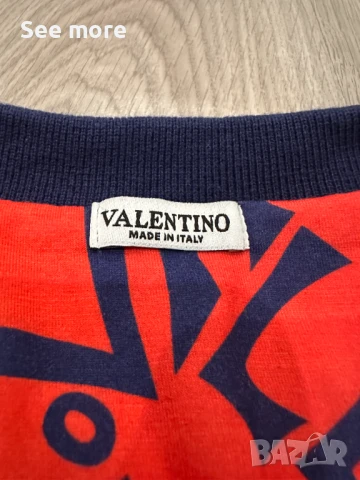 See more
VALENTINO
MADE IN ITALY
BAZAR